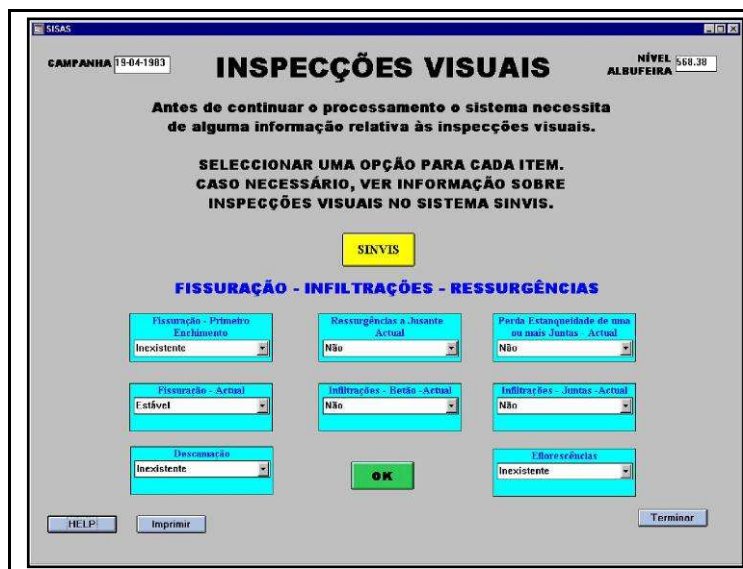 SISAS
CAMPANHA 19-04-1983
INSPECÇÕES VISUAIS
NÍVEL
ALBUFEIRA 568.38
Antes de continuar o processamento o sistema necessita
de alguma informação relativa às inspecções visuais.
SELECCIONAR UMA OPÇÃO PARA CADA ITEM.
CASO NECESSÁRIO, VER INFORMAÇÃO SOBRE
INSPECÇÕES VISUAIS NO SISTEMA SINVIS.
SINVIS
FISSURAÇÃO - INFILTRAÇÕES - RESSURGÊNCIAS
Fissuração - Primeiro
Enchimento
Inexistente
Ressurgências a Jusante
Actual
Não
Perda Estanqueidade de uma
ou mais Juntas - Actual
Não
Fissuração - Actual
Estável
Infiltrações - Betão -Actual
Não
Infiltrações - Juntas -Actual
Não
Descamação
Inexistente
OK
Eflorescências
Inexistente
HELP
Imprimir
Terminar